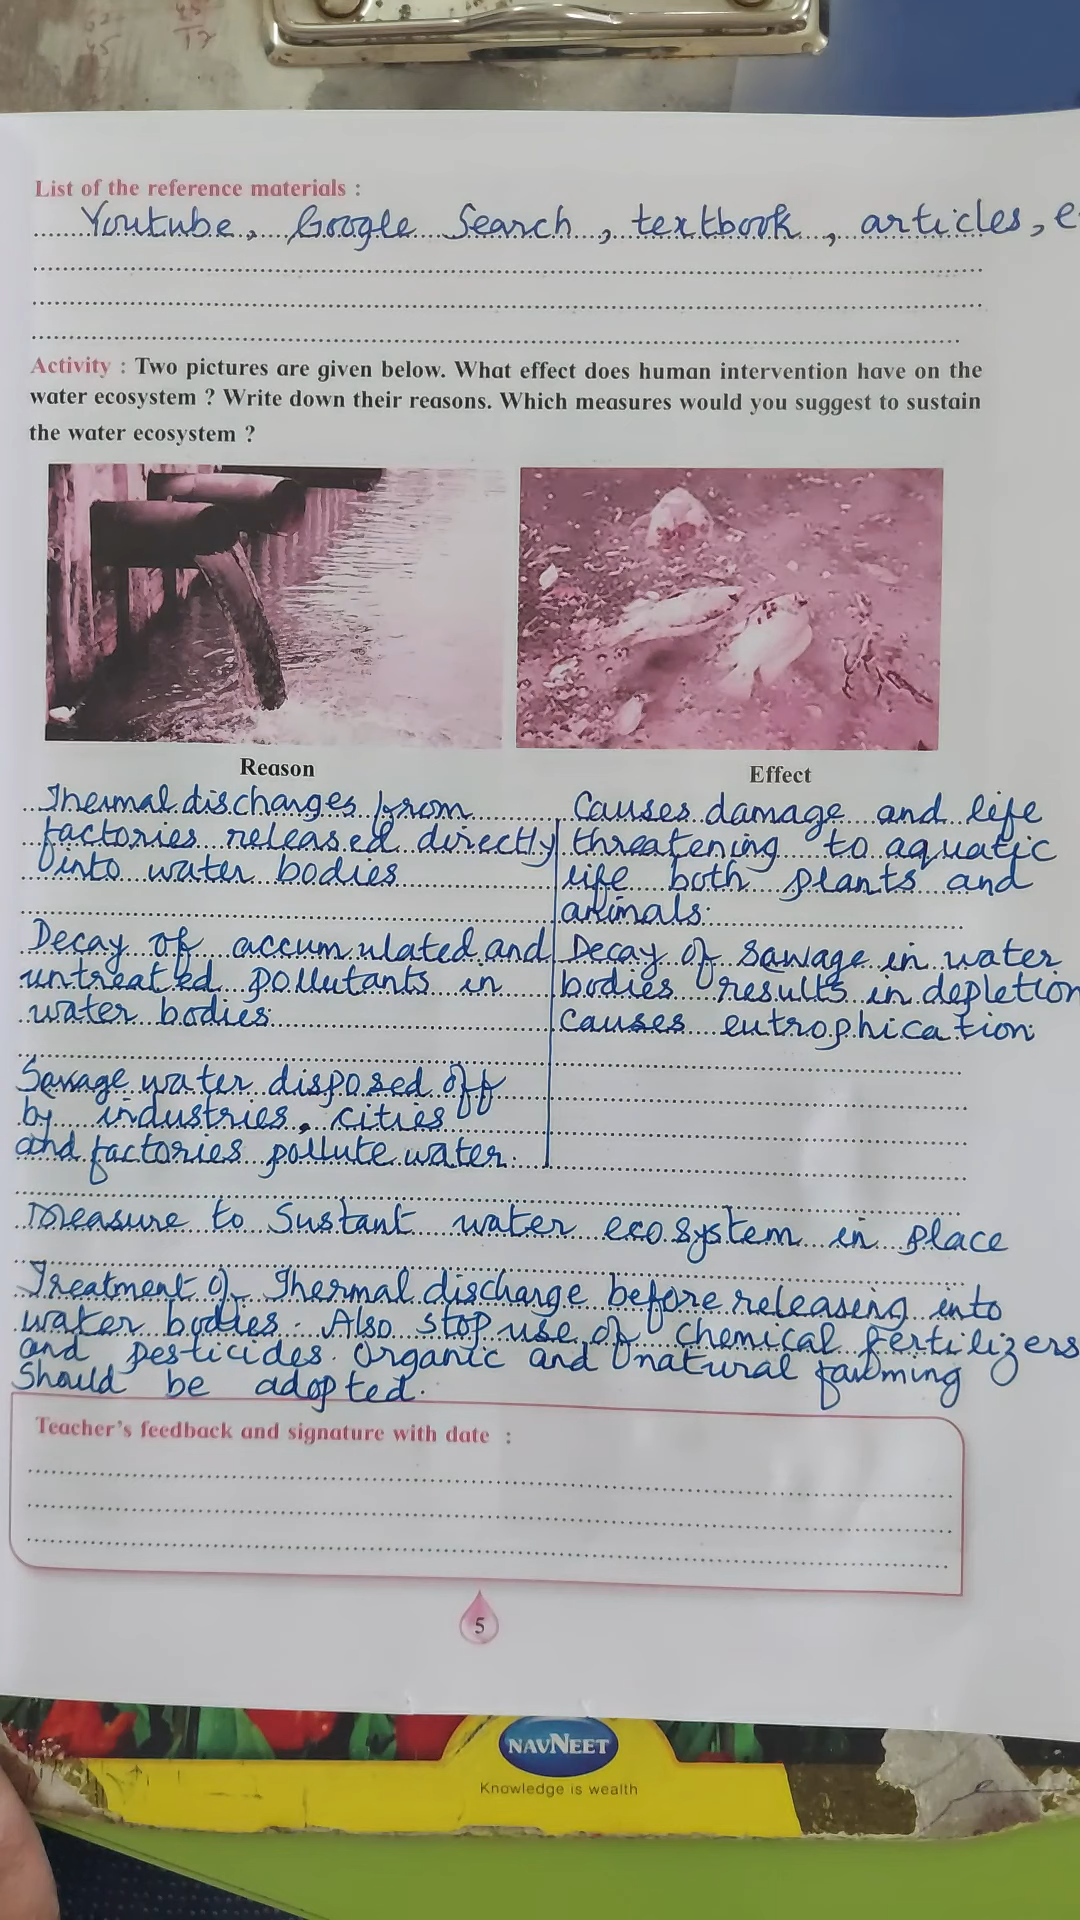 List of the reference materials :
Youtube, Google Search, textbook, articles, e
Activity : Two pictures are given below. What effect does human intervention have on the
water ecosystem ? Write down their reasons. Which measures would you suggest to sustain
the water ecosystem ?
Reason
Thermal discharges from
factories released directly
into water bodies
Decay of accumulated and
untreated pollutants in
water bodies
Sawage water disposed off
by industries, cities
and factories pollute water.
Effect
Causes damage and life
threatening to aquatic
life both plants and
animals.
Decay of Sawage in water
bodies results in depletion
causes eutrophication
Measure to Sustant water ecosystem in place
Treatment of Thermal discharge before releasing into
water bodies. Also stop use of chemical fertilizers
and pesticides. Organic and natural farming
Should be adopted.
Teacher's feedback and signature with date :
5
NAVNEET
Knowledge is wealth